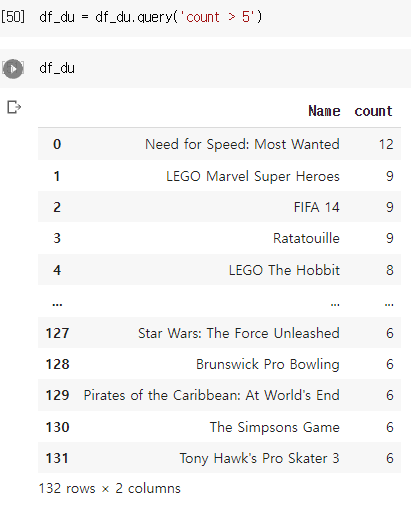 [50] df_du = df_du.query('count > 5')
df_du
Name count
0 Need for Speed: Most Wanted 12
1 LEGO Marvel Super Heroes 9
2 FIFA 14 9
3 Ratatouille 9
4 LEGO The Hobbit 8
... ... ...
127 Star Wars: The Force Unleashed 6
128 Brunswick Pro Bowling 6
129 Pirates of the Caribbean: At World's End 6
130 The Simpsons Game 6
131 Tony Hawk's Pro Skater 3 6
132 rows × 2 columns